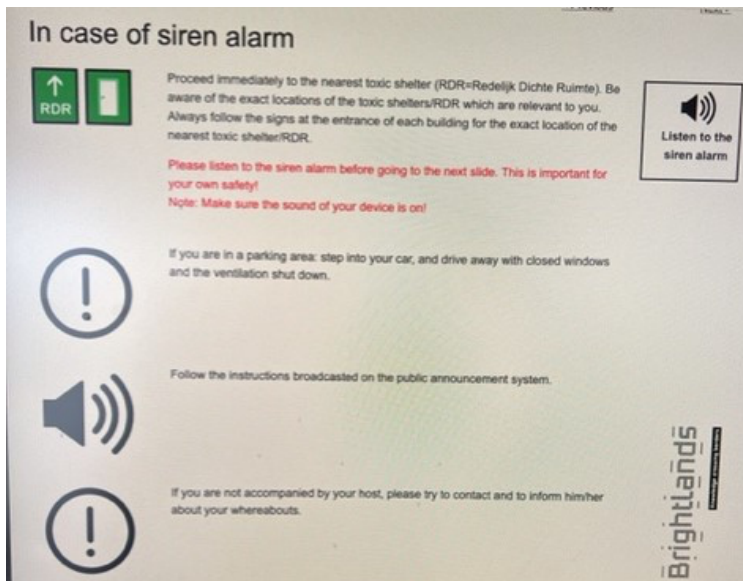 In case of siren alarm
RDR
Proceed immediately to the nearest toxic shelter (RDR=Redelijk Dichte Ruimte). Be
aware of the exact locations of the toxic shelters/RDR which are relevant to you.
Always follow the signs at the entrance of each building for the exact location of the
nearest toxic shelter/RDR.
Listen to the
siren alarm
Please listen to the siren alarm before going to the next slide. This is important for
your own safety!
Note: Make sure the sound of your device is on!
If you are in a parking area: step into your car, and drive away with closed windows
and the ventilation shut down.
Follow the instructions broadcasted on the public announcement system.
If you are not accompanied by your host, please try to contact and to inform him/her
about your whereabouts.
Brightlands